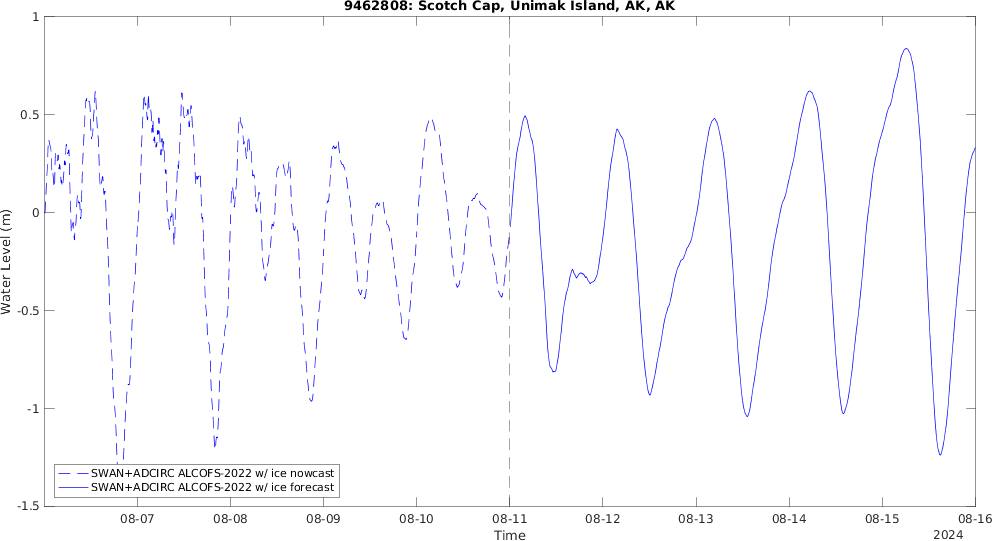 9462808: Scotch Cap, Unimak Island, AK, AK
Water Level (m)
1
0.5
0
-0.5
-1
-1.5
SWAN+ADCIRC ALCOFS-2022 w/ ice nowcast
SWAN+ADCIRC ALCOFS-2022 w/ ice forecast
08-07 08-08 08-09 08-10 08-11 08-12 08-13 08-14 08-15 08-16
Time
2024